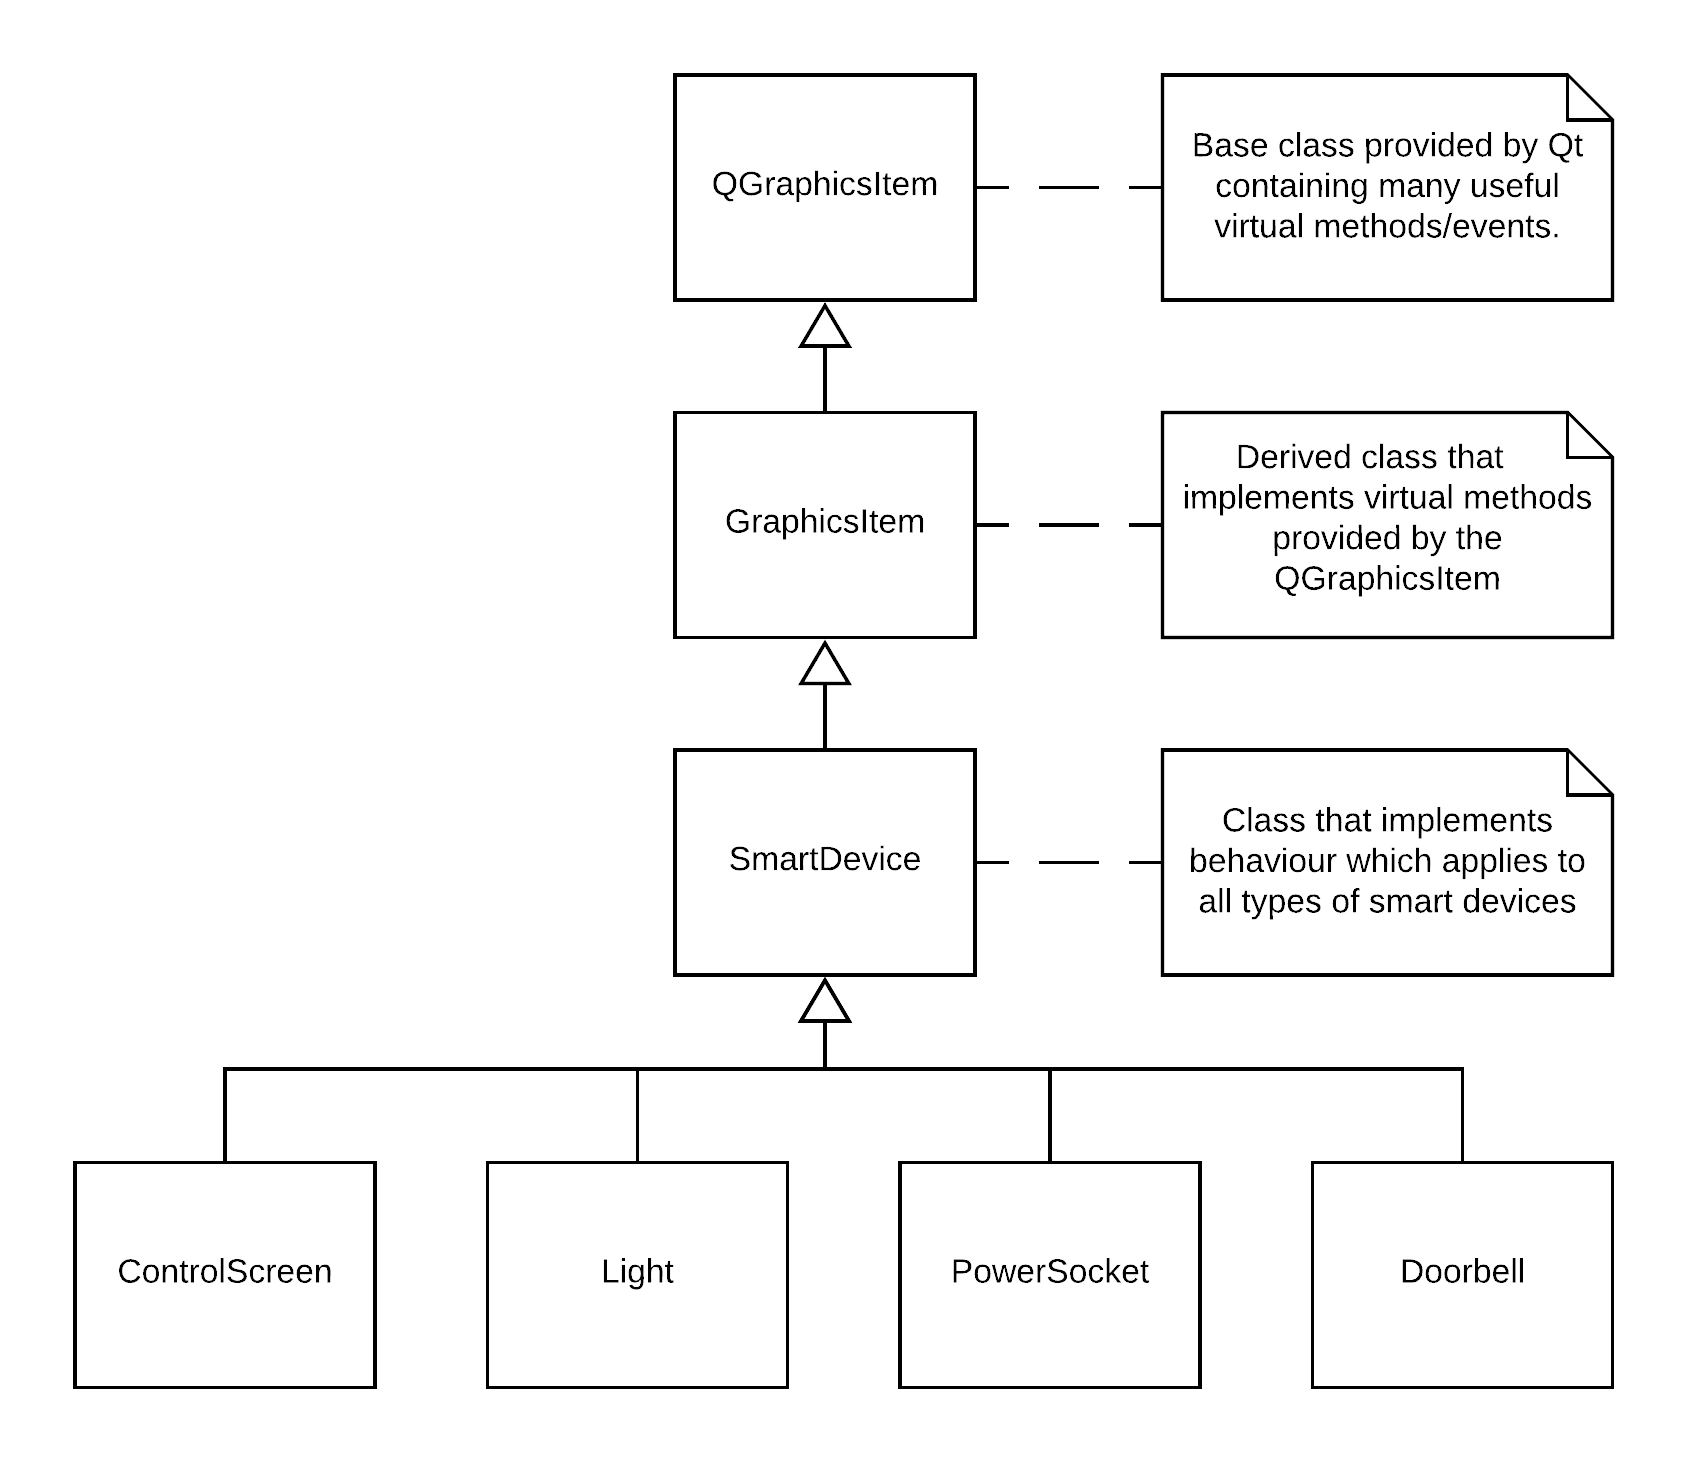 QGraphicsItem
Base class provided by Qt
containing many useful
virtual methods/events.
GraphicsItem
Derived class that
implements virtual methods
provided by the
QGraphicsItem
SmartDevice
Class that implements
behaviour which applies to
all types of smart devices
ControlScreen
Light
PowerSocket
Doorbell